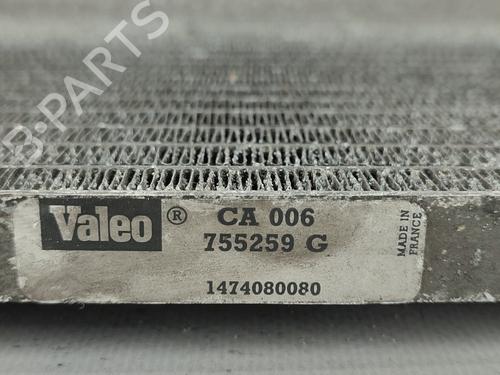 B-PARTS
Valeo ® CA 006
755259 G
1474080080
MADE IN
FRANCE